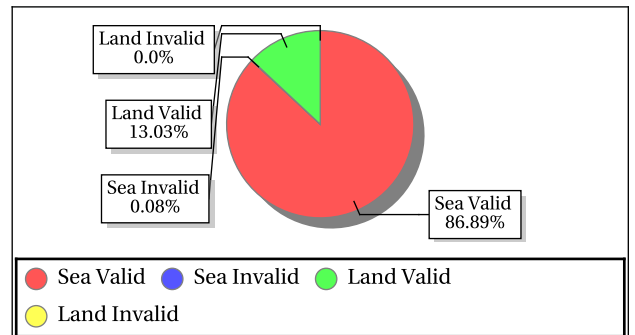 Land Invalid
0.0%
Land Valid
13.03%
Sea Invalid
0.08%
Sea Valid
86.89%
Sea Valid Sea Invalid Land Valid
Land Invalid